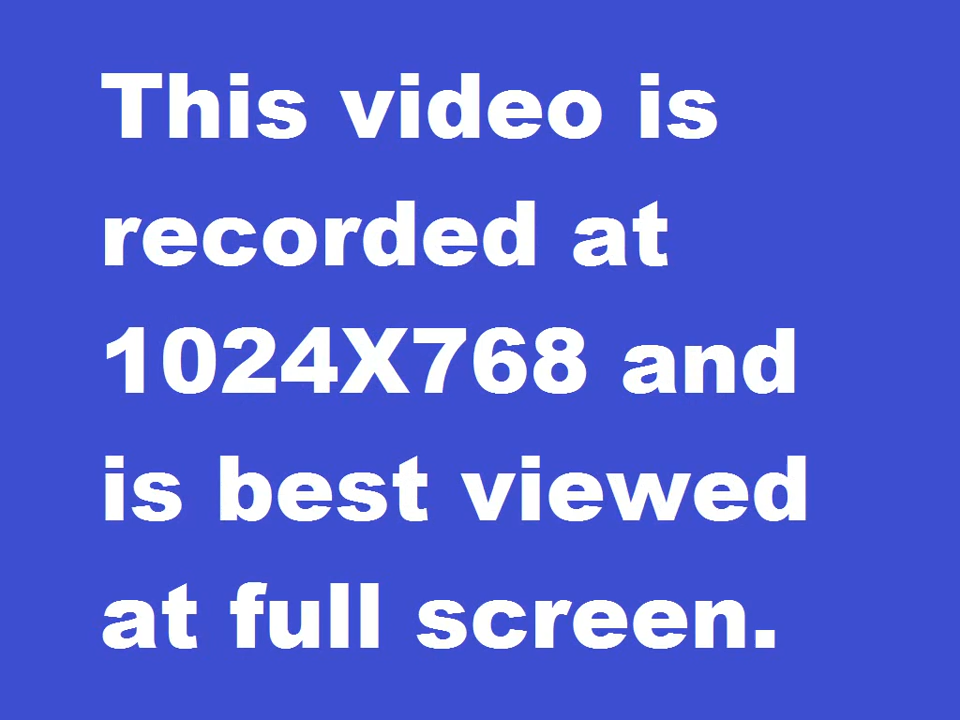 This video is
recorded at
1024X768 and
is best viewed
at full screen.